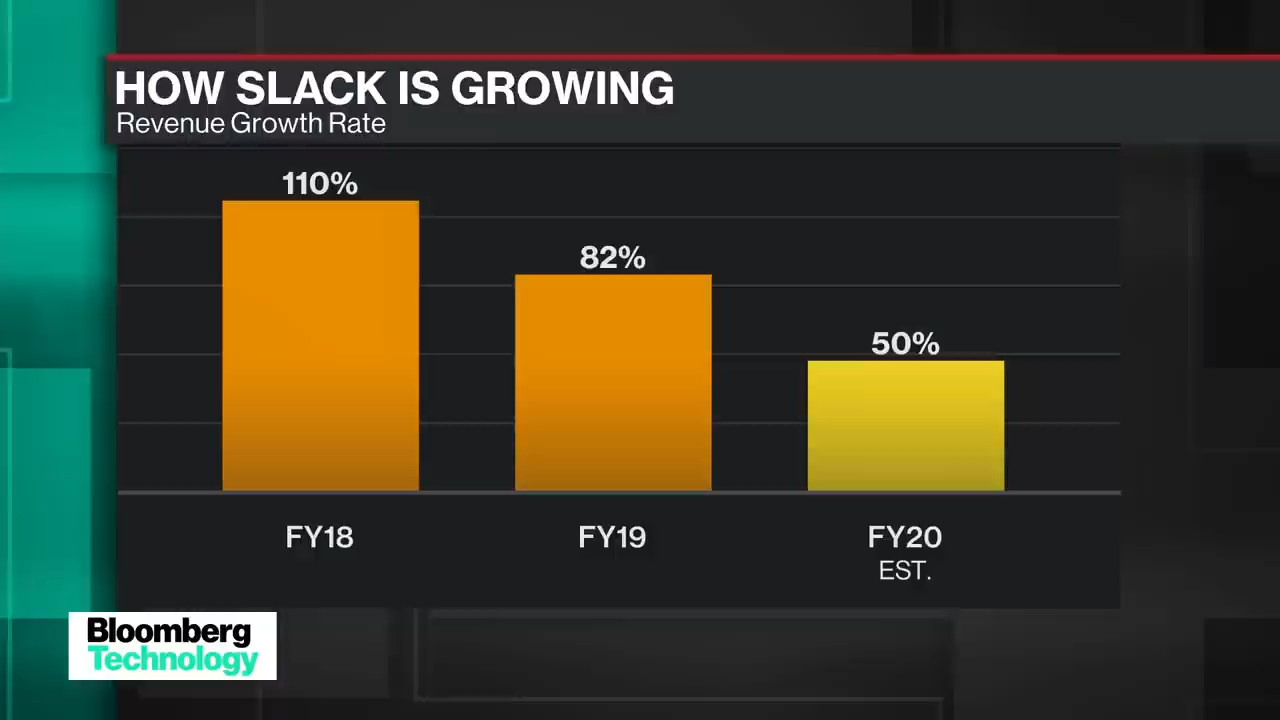 HOW SLACK IS GROWING
Revenue Growth Rate
110%
82%
50%
FY18
FY19
FY20
EST.
Bloomberg
Technology